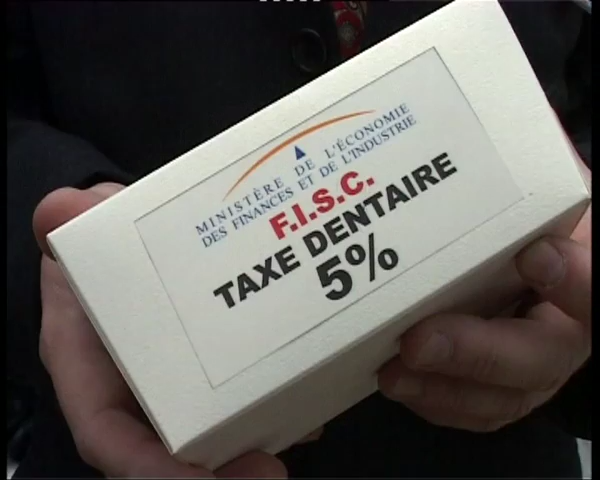 MINISTÈRE DE L'ÉCONOMIE
DES FINANCES ET DE L'INDUSTRIE
F.I.S.C.
TAXE DENTAIRE
5%